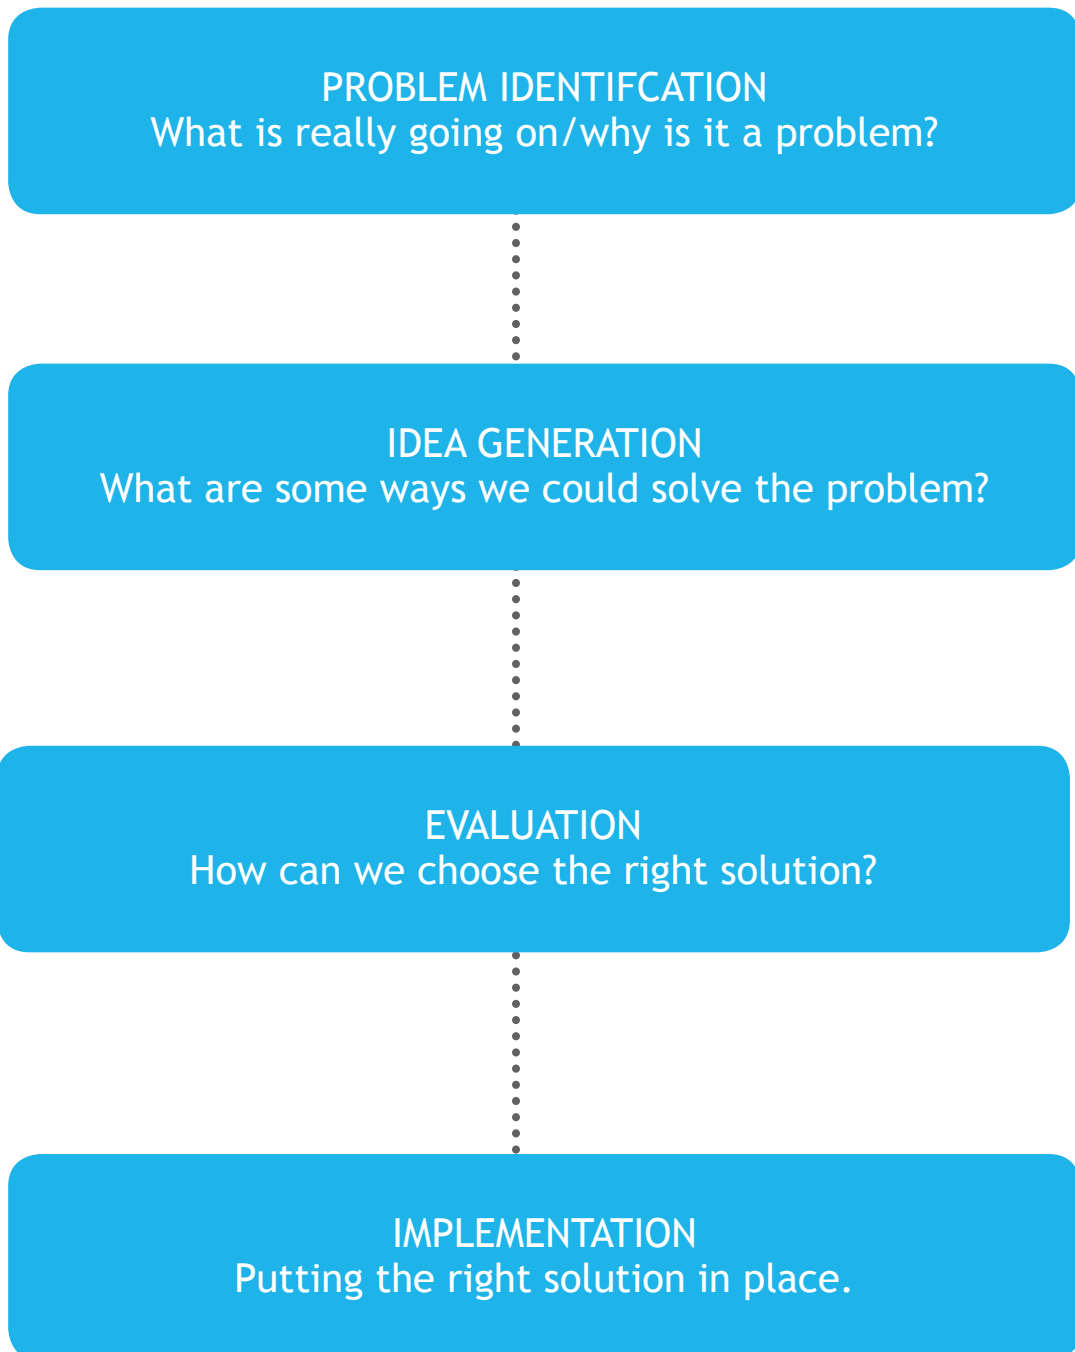 PROBLEM IDENTIFCATION
What is really going on/why is it a problem?
IDEA GENERATION
What are some ways we could solve the problem?
EVALUATION
How can we choose the right solution?
IMPLEMENTATION
Putting the right solution in place.